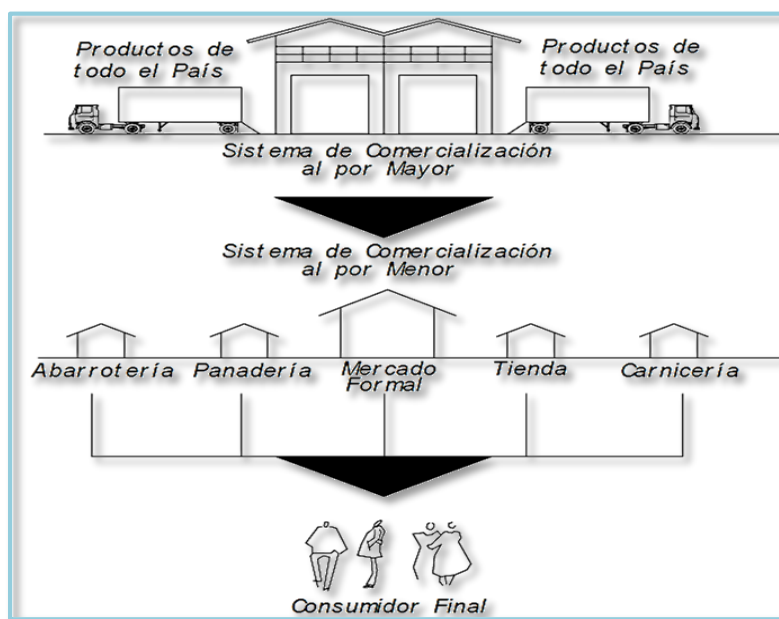 Productos de
todo el País
Productos de
todo el País
Sistema de Comercialización
al por Mayor
Sistema de Comercialización
al por Menor
Abarrotería
Panadería
Mercado
Formal
Tienda
Carnicería
Consumidor Final